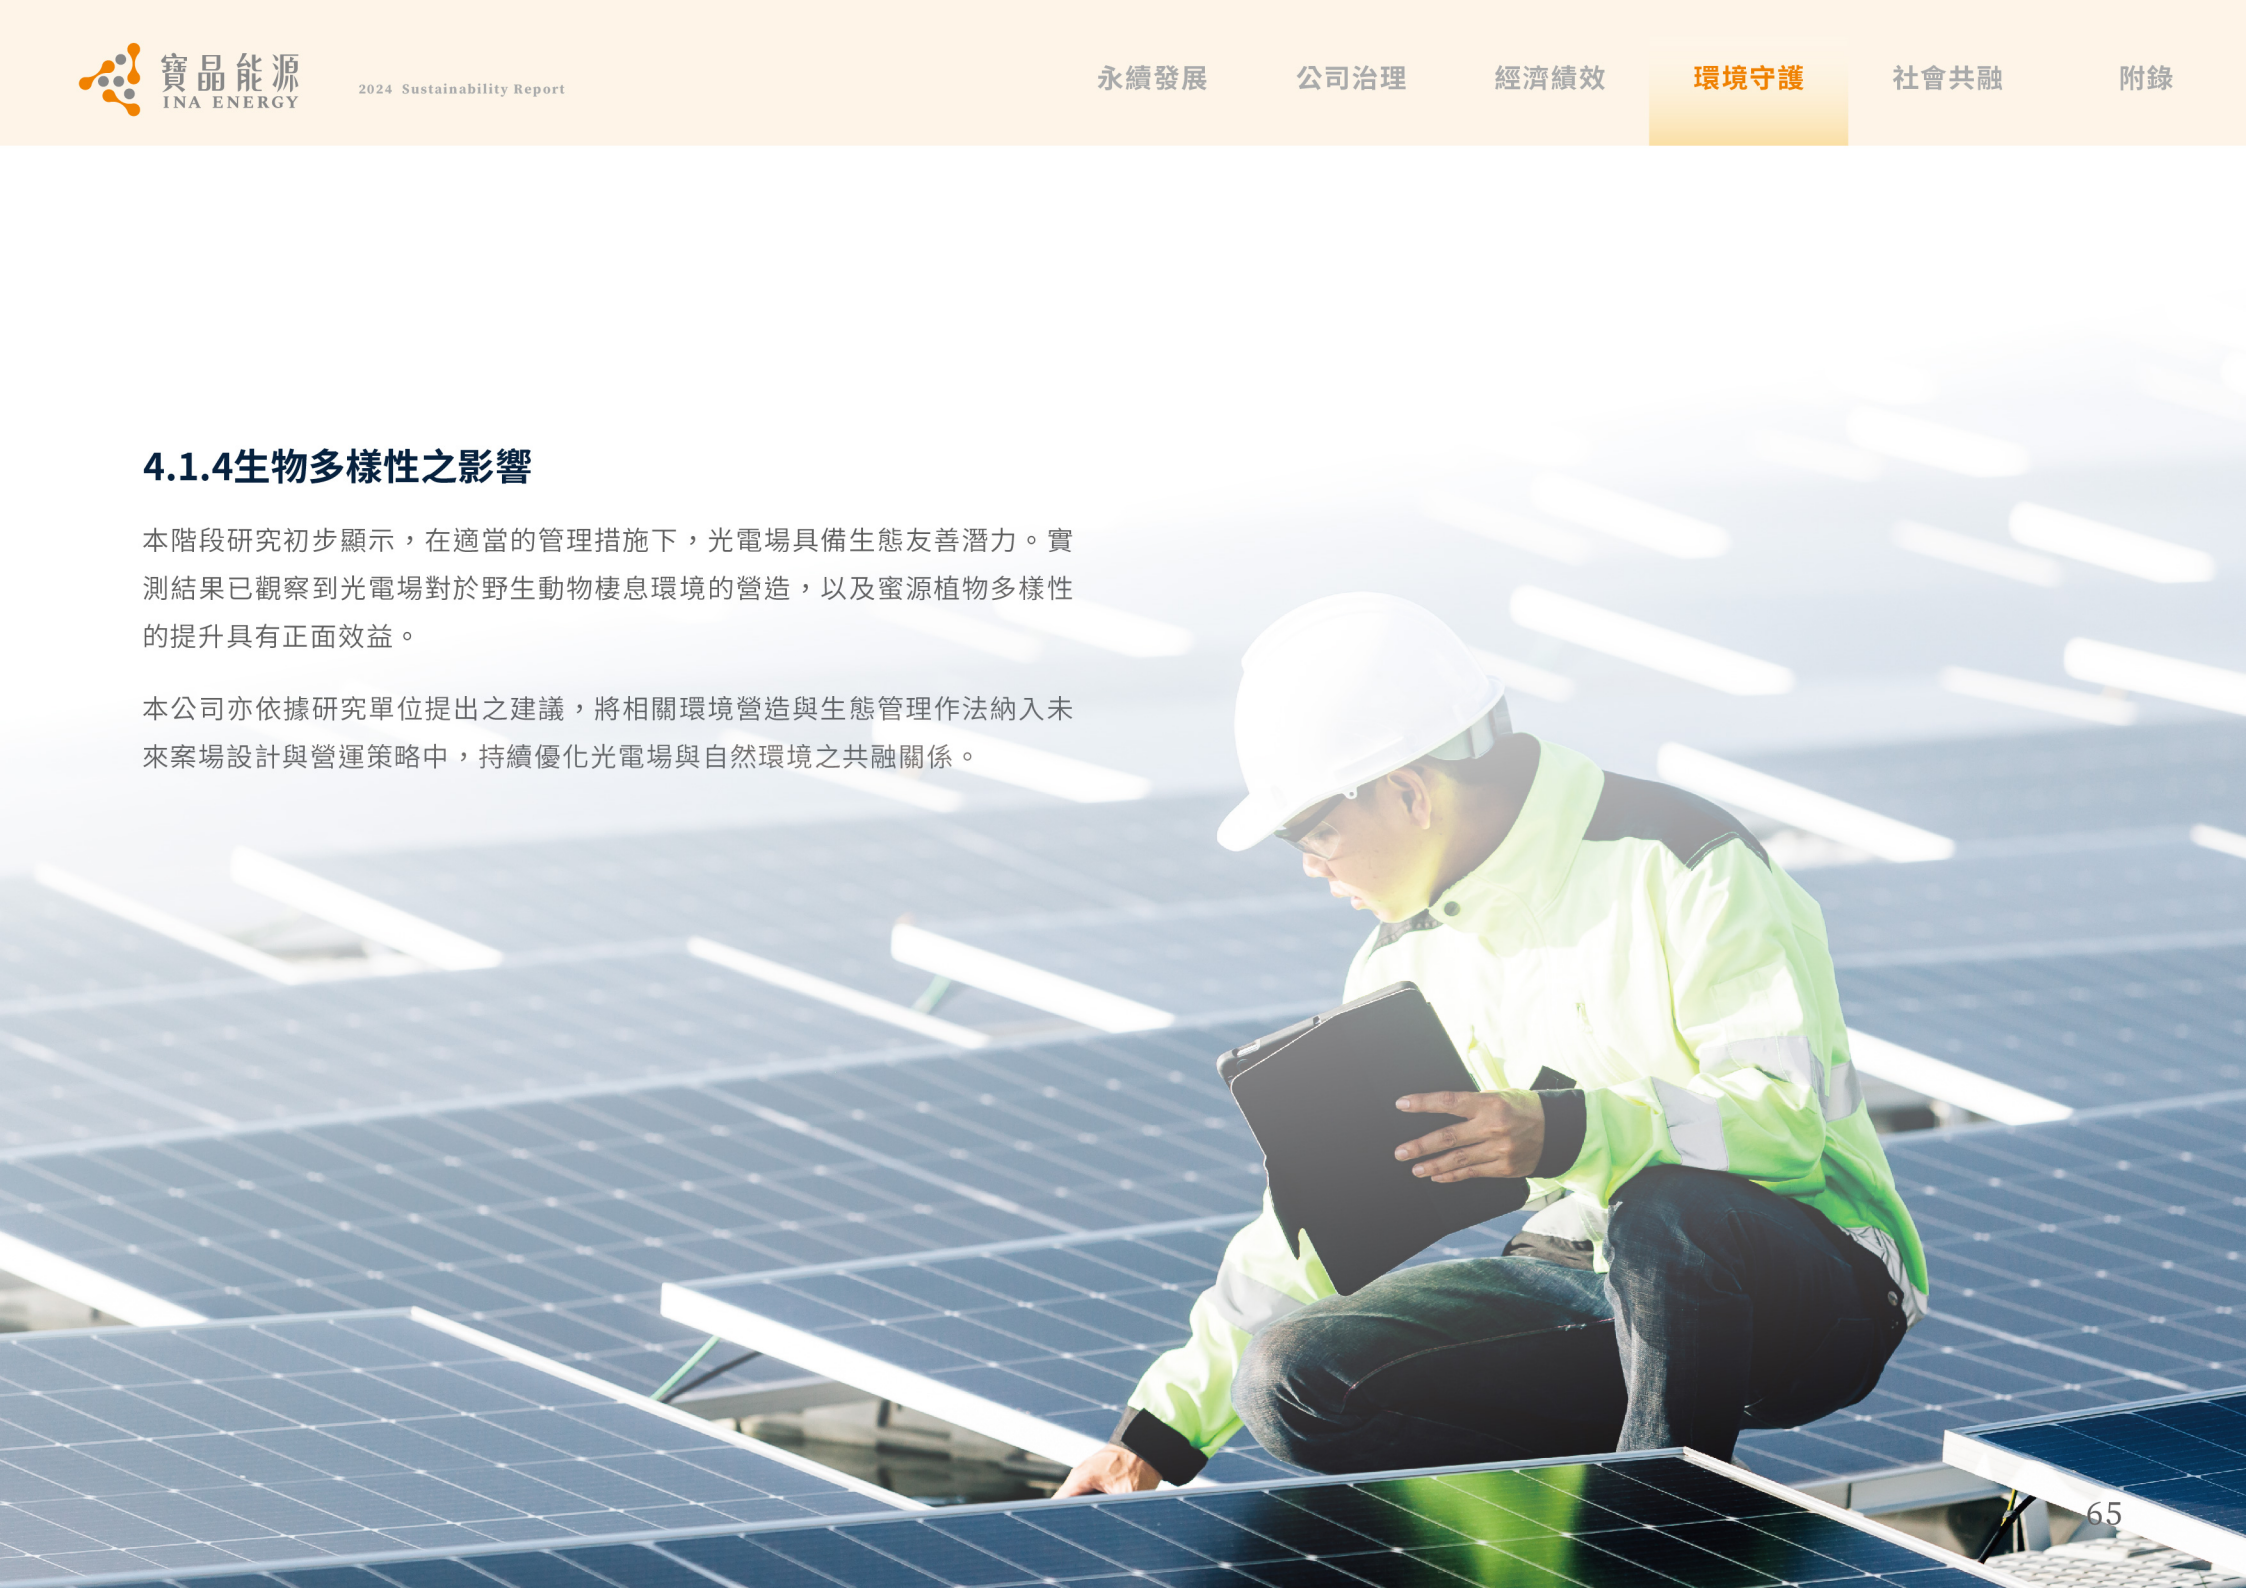 寶晶能源
INA ENERGY
2024 Sustainability Report
永續發展
公司治理
經濟績效
環境守護
社會共融
附錄
4.1.4生物多樣性之影響
本階段研究初步顯示，在適當的管理措施下，光電場具備生態友善潛力。實
測結果已觀察到光電場對於野生動物棲息環境的營造，以及蜜源植物多樣性
的提升具有正面效益。
本公司亦依據研究單位提出之建議，將相關環境營造與生態管理作法納入未
來案場設計與營運策略中，持續優化光電場與自然環境之共融關係。
65